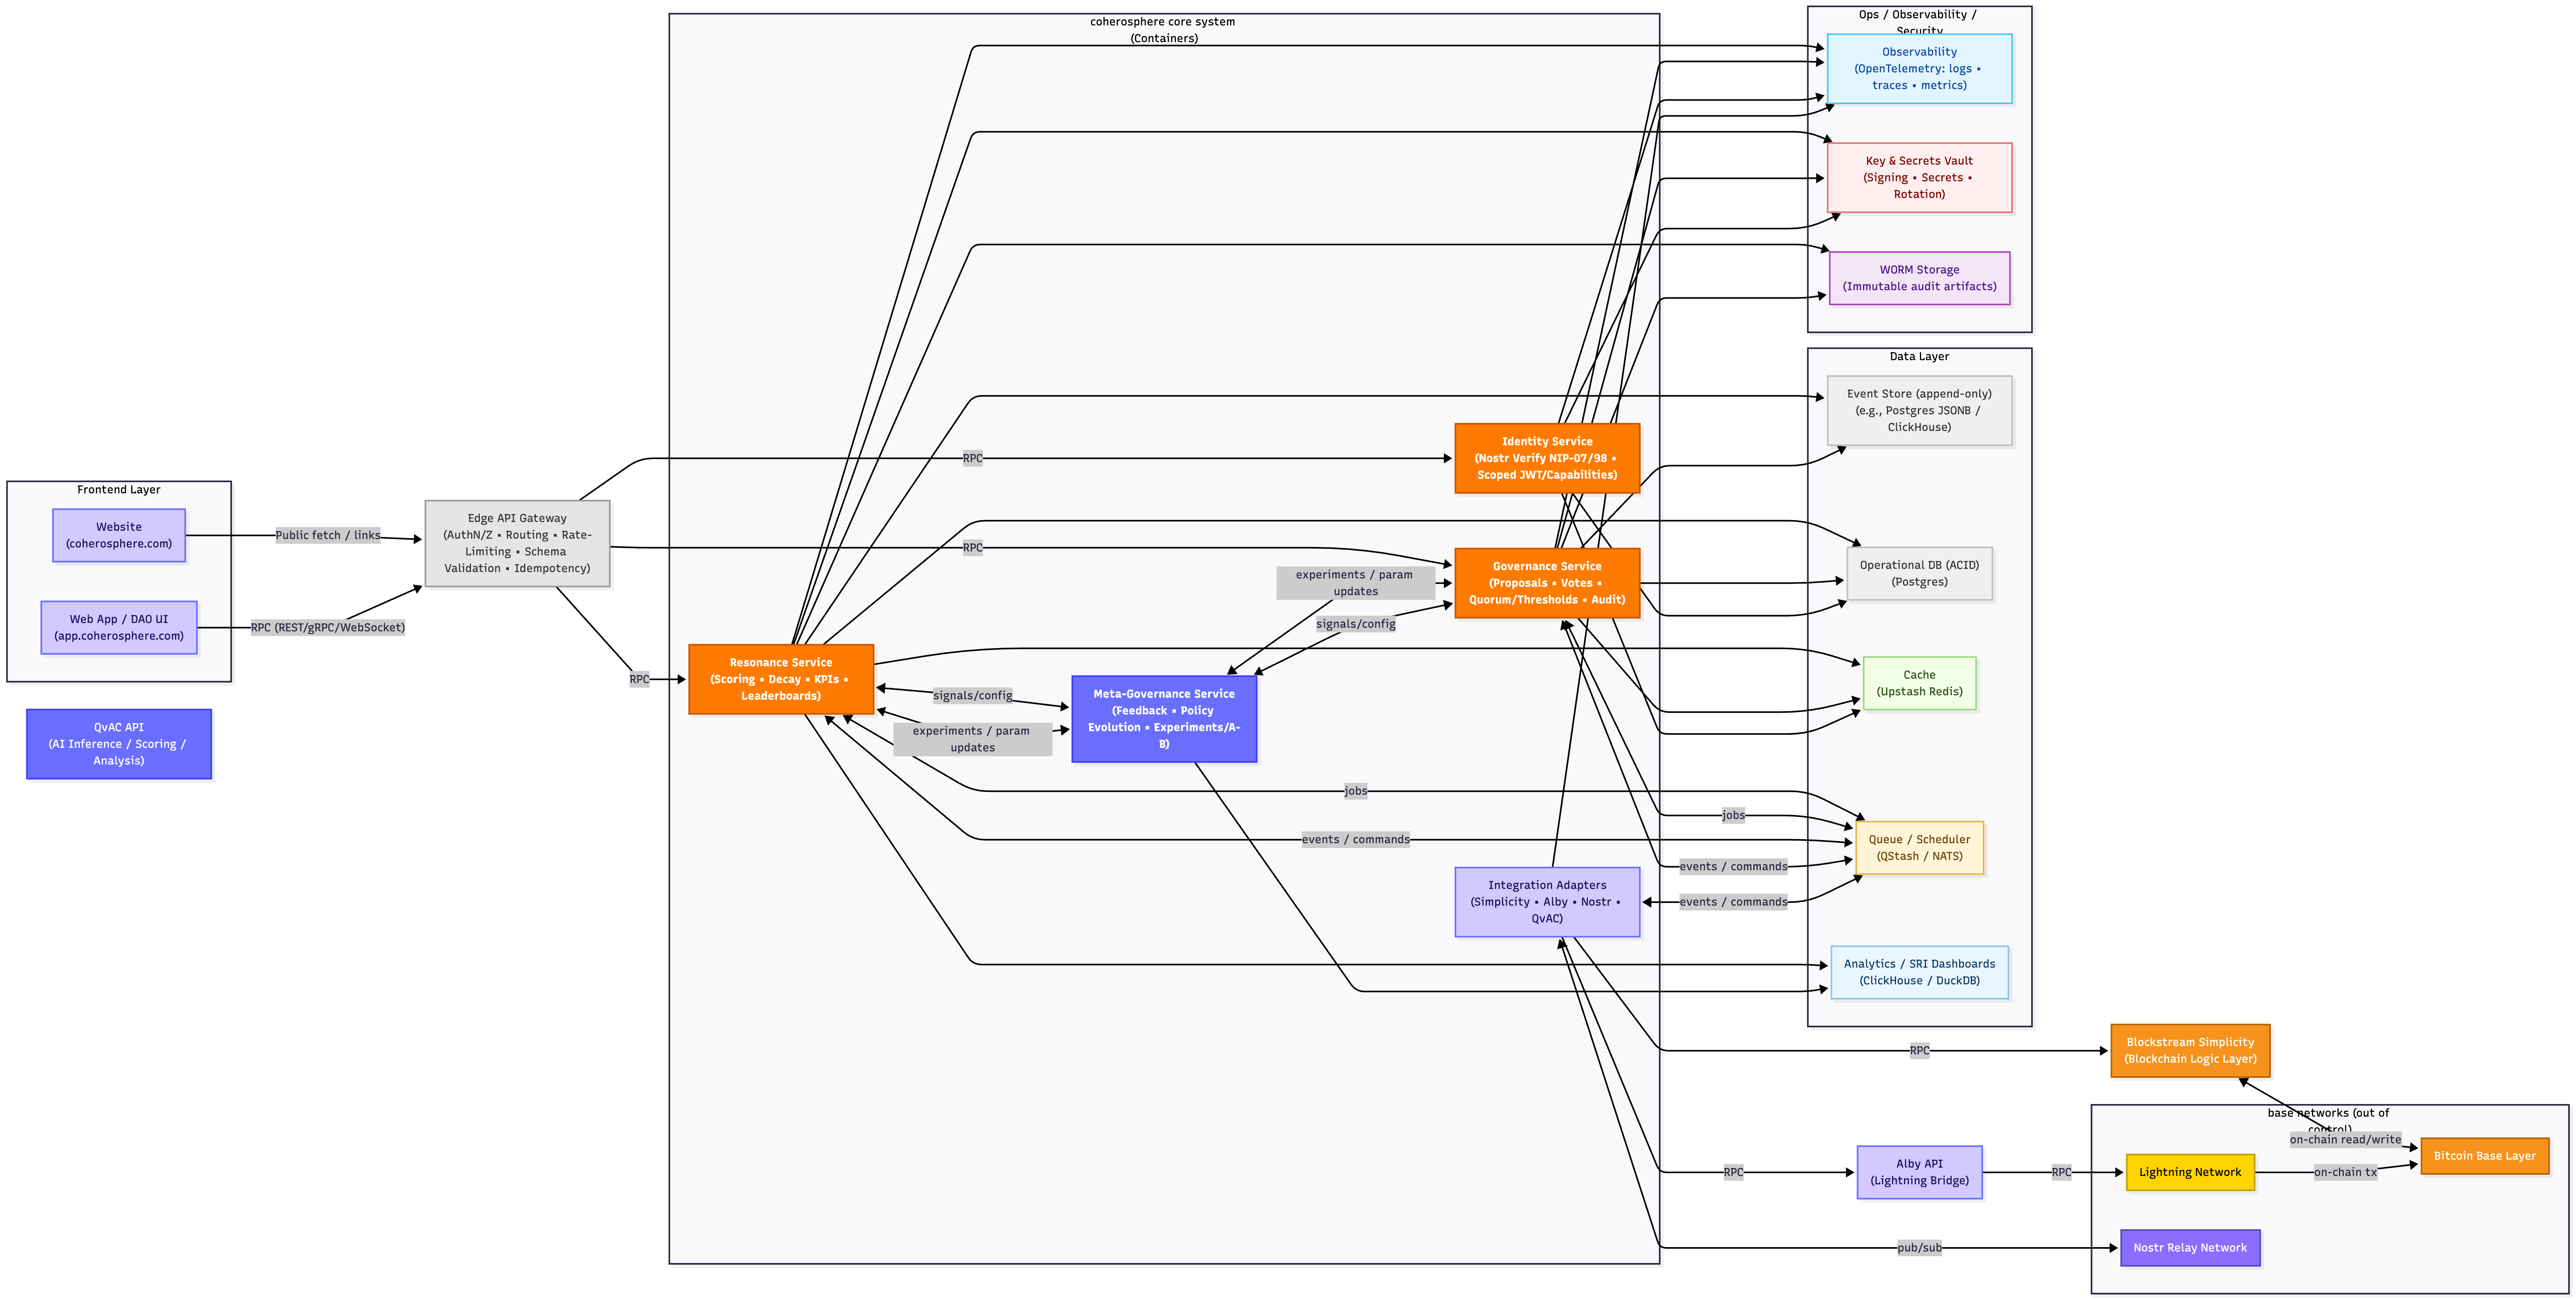 coherosphere core system
(Containers)
Ops / Observability /
Security
Observability
(OpenTelemetry: logs ▪
traces ▪ metrics)
Key & Secrets Vault
(Signing ▪ Secrets ▪
Rotation)
WORM Storage
(Immutable audit artifacts)
Data Layer
Event Store (append-only)
(e.g., Postgres JSONB /
ClickHouse)
Operational DB (ACID)
(Postgres)
Cache
(Upstash Redis)
Queue / Scheduler
(QStash / NATS)
Analytics / SRI Dashboards
(ClickHouse / DuckDB)
Frontend Layer
Website
(coherosphere.com)
Web App / DAO UI
(app.coherosphere.com)
QvAC API
(AI Inference / Scoring /
Analysis)
Public fetch / links
RPC (REST/gRPC/WebSocket)
Edge API Gateway
(AuthN/Z ▪ Routing ▪ Rate-
Limiting ▪ Schema
Validation ▪ Idempotency)
RPC
RPC
RPC
Identity Service
(Nostr Verify NIP-07/98 ▪
Scoped JWT/Capabilities)
Governance Service
(Proposals ▪ Votes ▪
Quorum/Thresholds ▪ Audit)
experiments / param
updates
signals/config
Resonance Service
(Scoring ▪ Decay ▪ KPIs ▪
Leaderboards)
signals/config
experiments / param
updates
Meta-Governance Service
(Feedback ▪ Policy
Evolution ▪ Experiments/A-
B)
jobs
jobs
events / commands
events / commands
events / commands
Integration Adapters
(Simplicity ▪ Alby ▪ Nostr ▪
QvAC)
RPC
Blockstream Simplicity
(Blockchain Logic Layer)
base networks (out of
control)
on-chain read/write
Bitcoin Base Layer
RPC
Alby API
(Lightning Bridge)
RPC
Lightning Network
on-chain tx
pub/sub
Nostr Relay Network